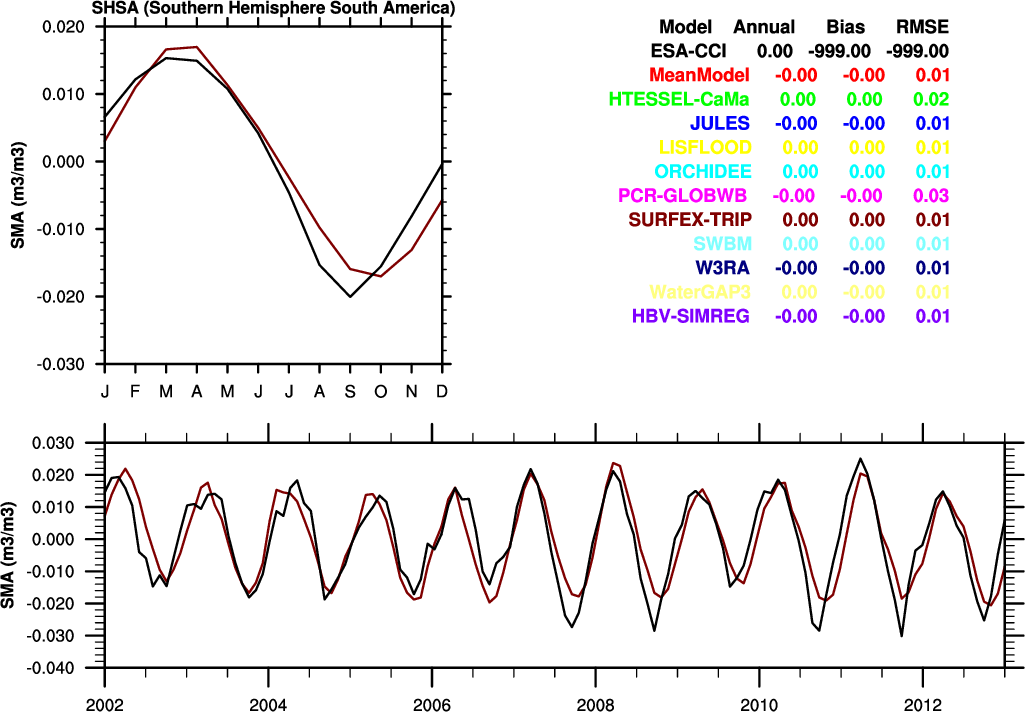 SHSA (Southern Hemisphere South America)
0.020
0.010
0.000
-0.010
-0.020
-0.030
SMA (m3/m3)
J F M A M J J A S O N D
Model Annual Bias RMSE
ESA-CCI 0.00 -999.00 -999.00
MeanModel -0.00 -0.00 0.01
HTESSEL-CaMa 0.00 0.00 0.02
JULES -0.00 -0.00 0.01
LISFLOOD 0.00 0.00 0.01
ORCHIDEE 0.00 0.00 0.01
PCR-GLOBWB -0.00 -0.00 0.03
SURFEX-TRIP 0.00 0.00 0.01
SWBM 0.00 0.00 0.01
W3RA -0.00 -0.00 0.01
WaterGAP3 0.00 -0.00 0.01
HBV-SIMREG -0.00 -0.00 0.01
0.030
0.020
0.010
0.000
-0.010
-0.020
-0.030
-0.040
SMA (m3/m3)
2002 2004 2006 2008 2010 2012